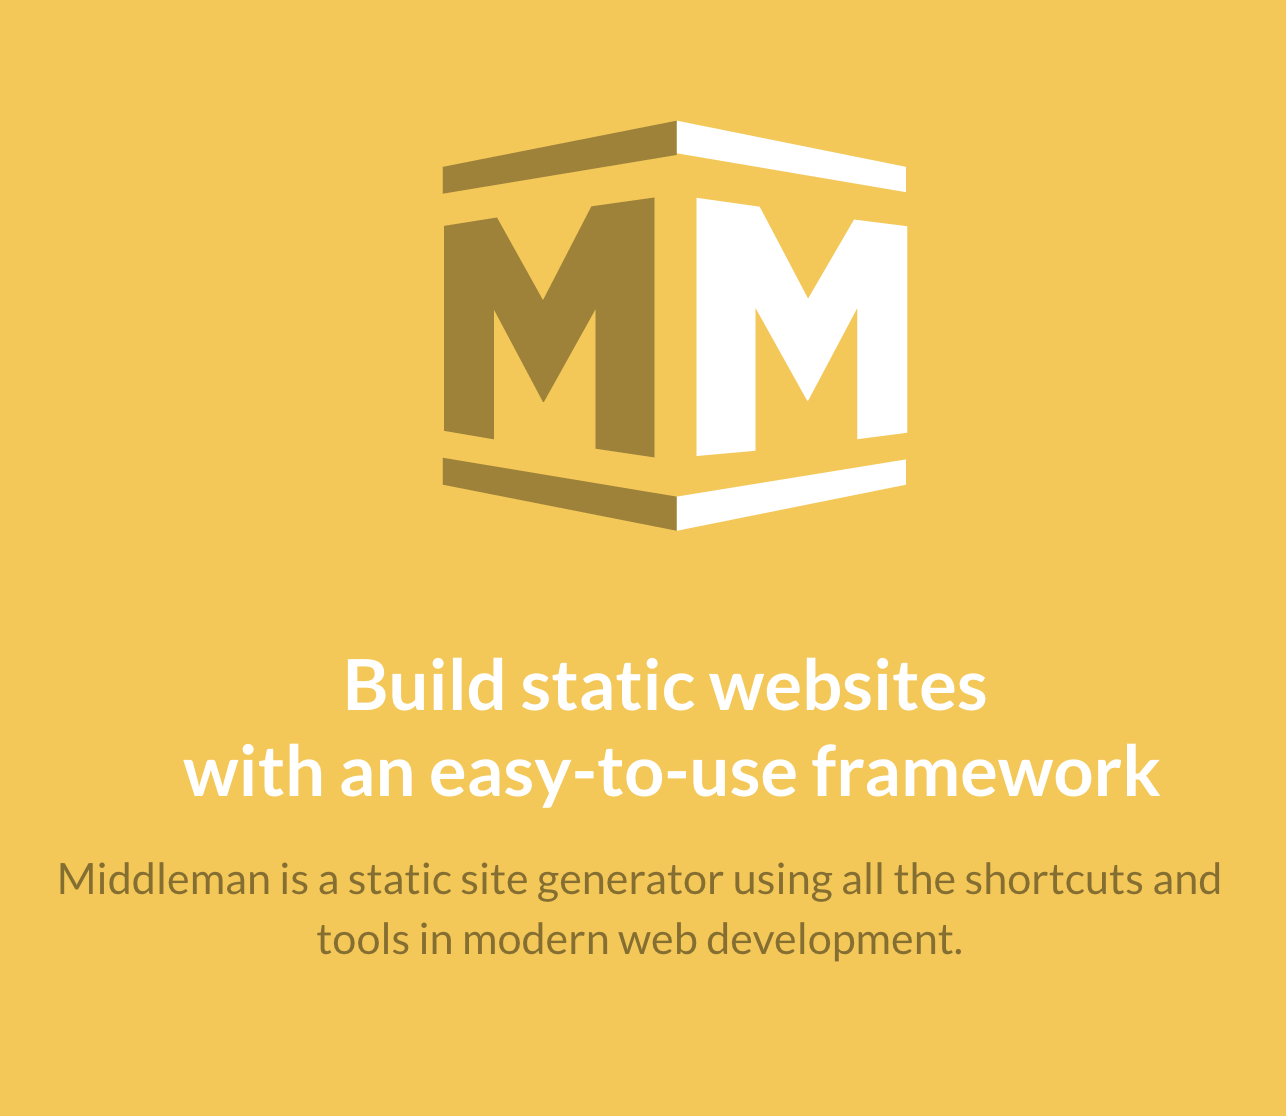 MM
Build static websites
with an easy-to-use framework
Middleman is a static site generator using all the shortcuts and
tools in modern web development.